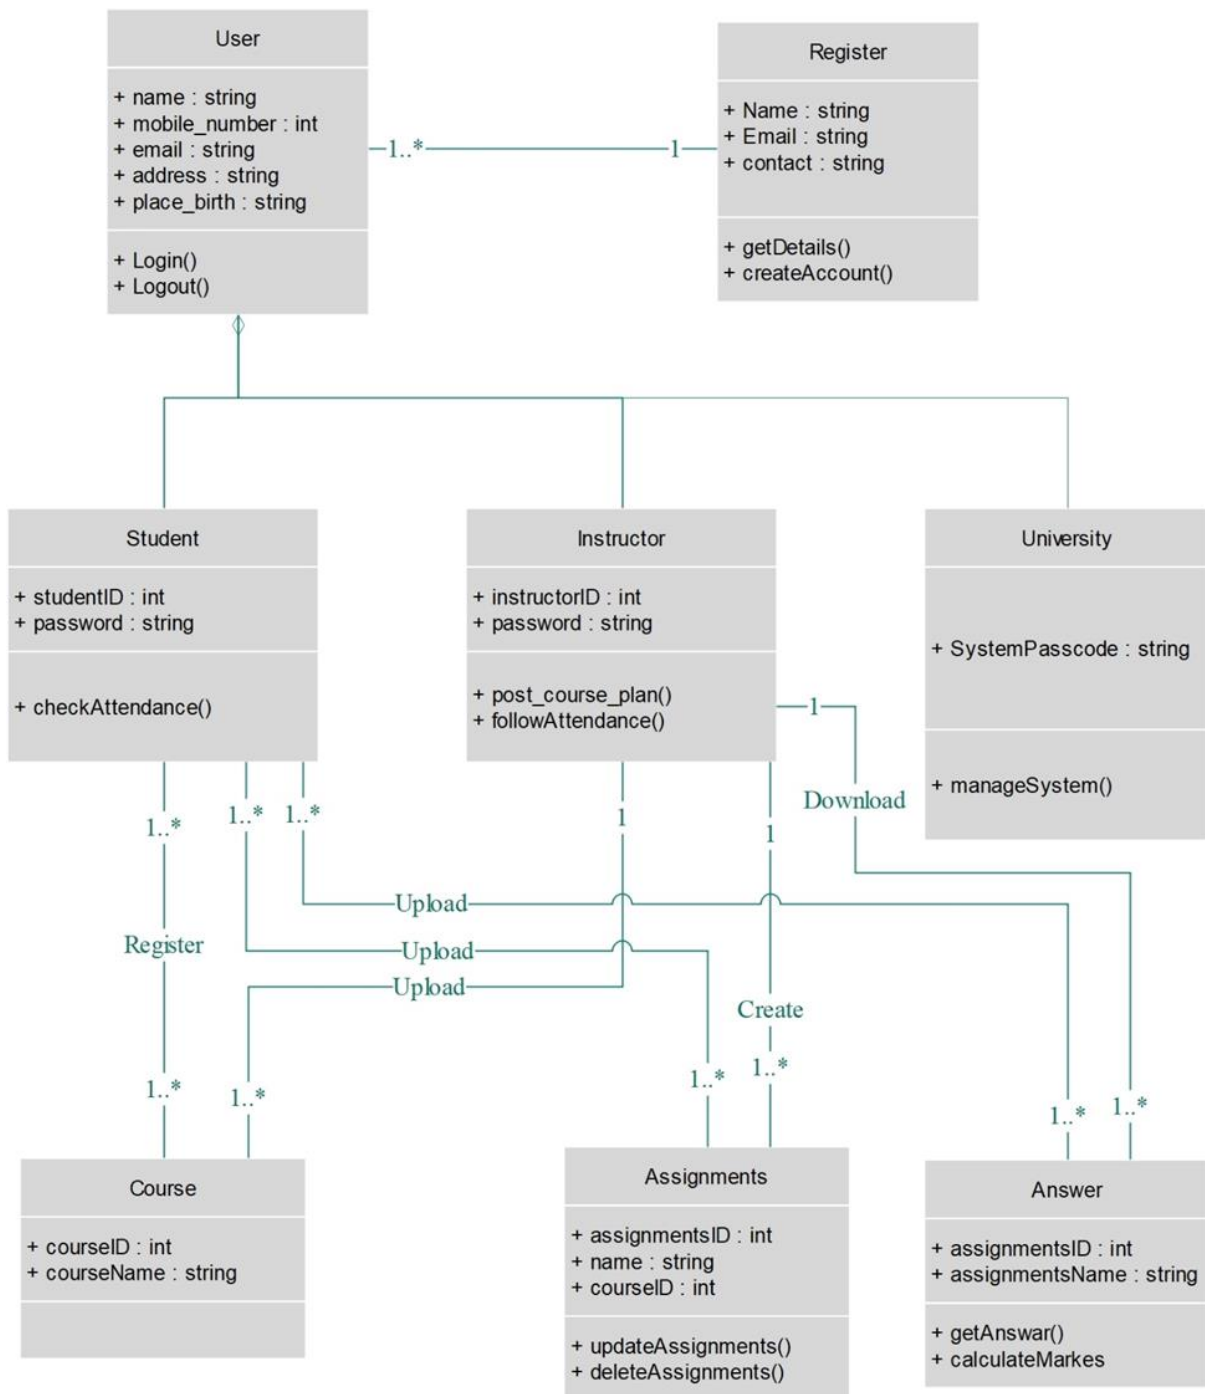 User
+ name : string
+ mobile_number : int
+ email : string
+ address : string
+ place_birth : string
+ Login()
+ Logout()
1..*
1
Register
+ Name : string
+ Email : string
+ contact : string
+ getDetails()
+ createAccount()
Student
+ studentID : int
+ password : string
+ checkAttendance()
Instructor
+ instructorID : int
+ password : string
+ post_course_plan()
+ followAttendance()
University
+ SystemPasscode : string
+ manageSystem()
1
Download
1..*
1..*
1..*
1
1
Upload
Register
Upload
Upload
Create
1..*
1..*
1..*
1..*
1..*
1..*
Course
+ courseID : int
+ courseName : string
Assignments
+ assignmentsID : int
+ name : string
+ courseID : int
+ updateAssignments()
+ deleteAssignments()
Answer
+ assignmentsID : int
+ assignmentsName : string
+ getAnswar()
+ calculateMarkes